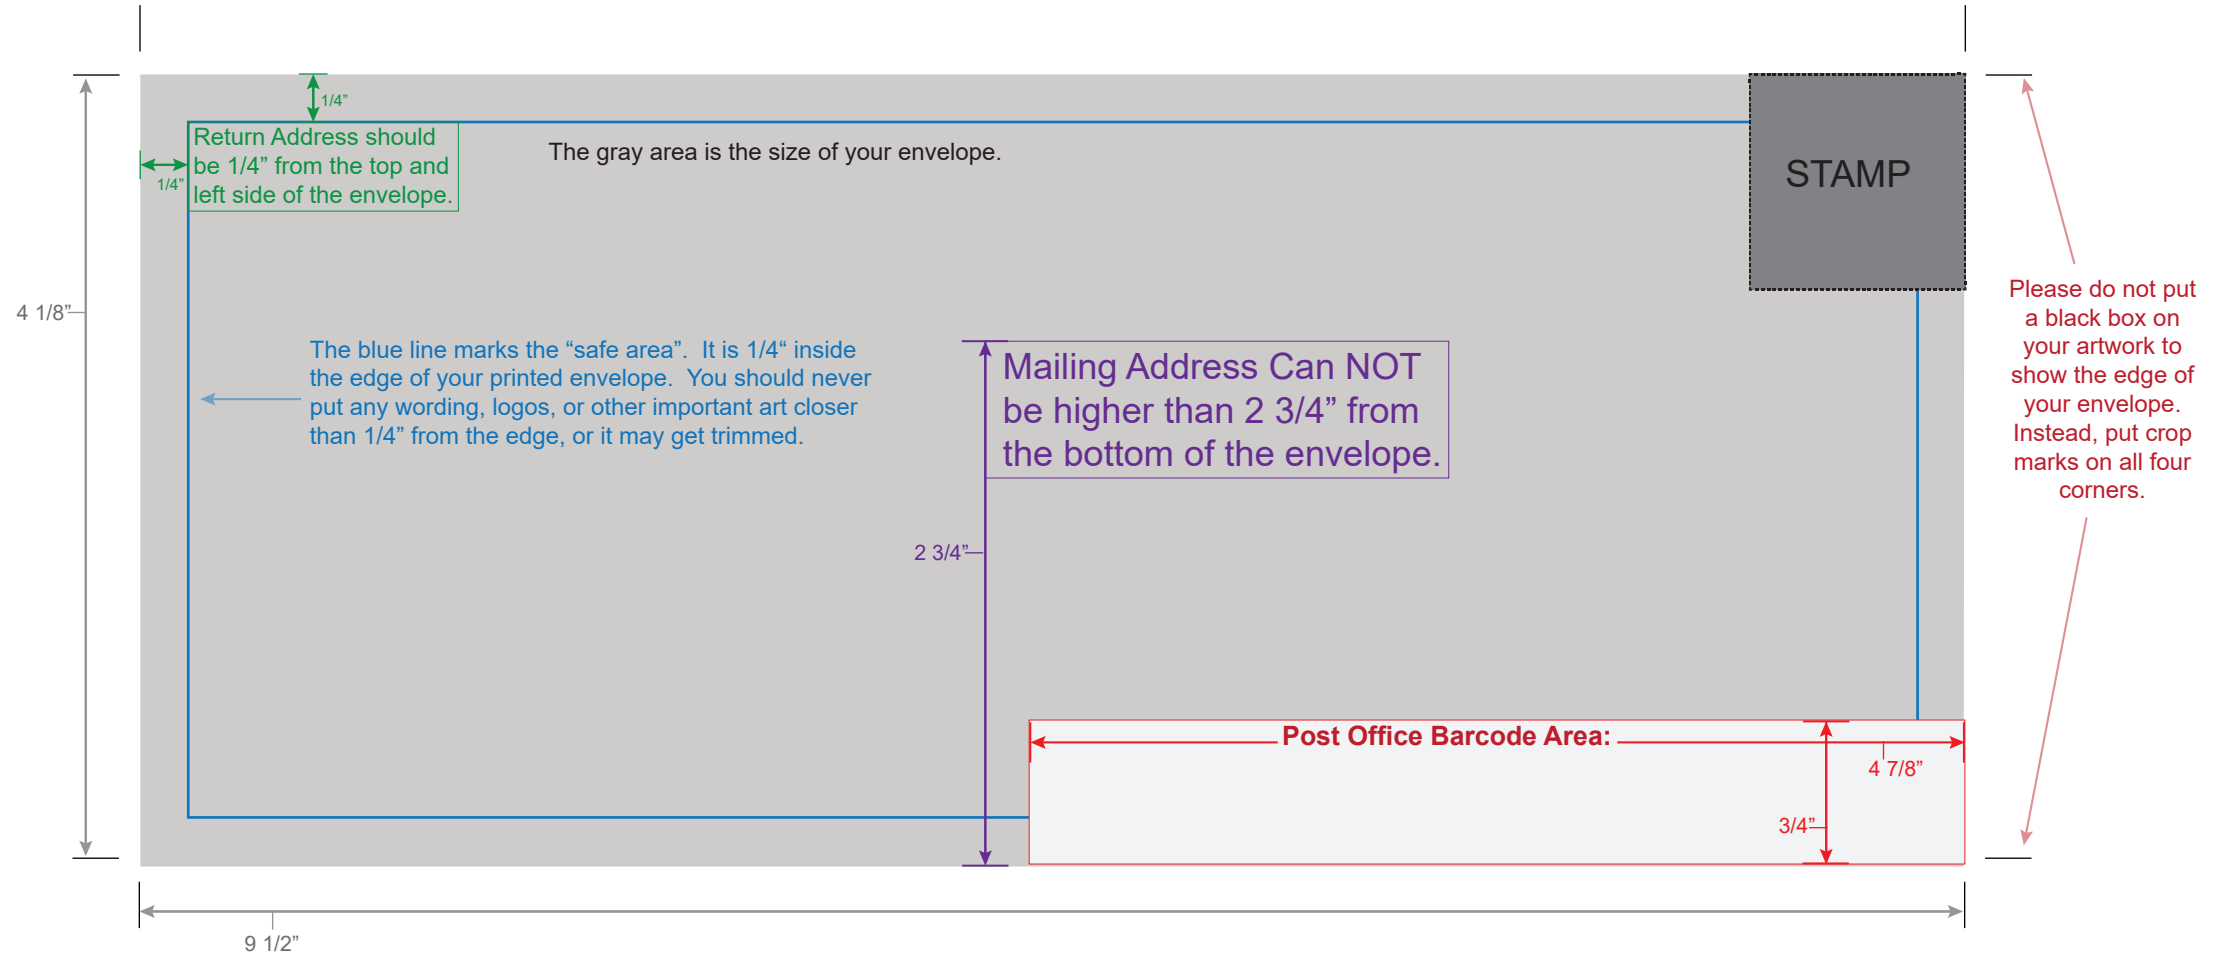 1/4”
Return Address should
be 1/4” from the top and
left side of the envelope.
1/4”
The gray area is the size of your envelope.
STAMP
4 1/8”
The blue line marks the “safe area”.  It is 1/4“ inside
the edge of your printed envelope.  You should never
put any wording, logos, or other important art closer
than 1/4” from the edge, or it may get trimmed.
Mailing Address Can NOT
be higher than 2 3/4” from
the bottom of the envelope.
2 3/4”
Please do not put
a black box on
your artwork to
show the edge of
your envelope.
Instead, put crop
marks on all four
corners.
Post Office Barcode Area:
4 7/8”
3/4”
9 1/2”